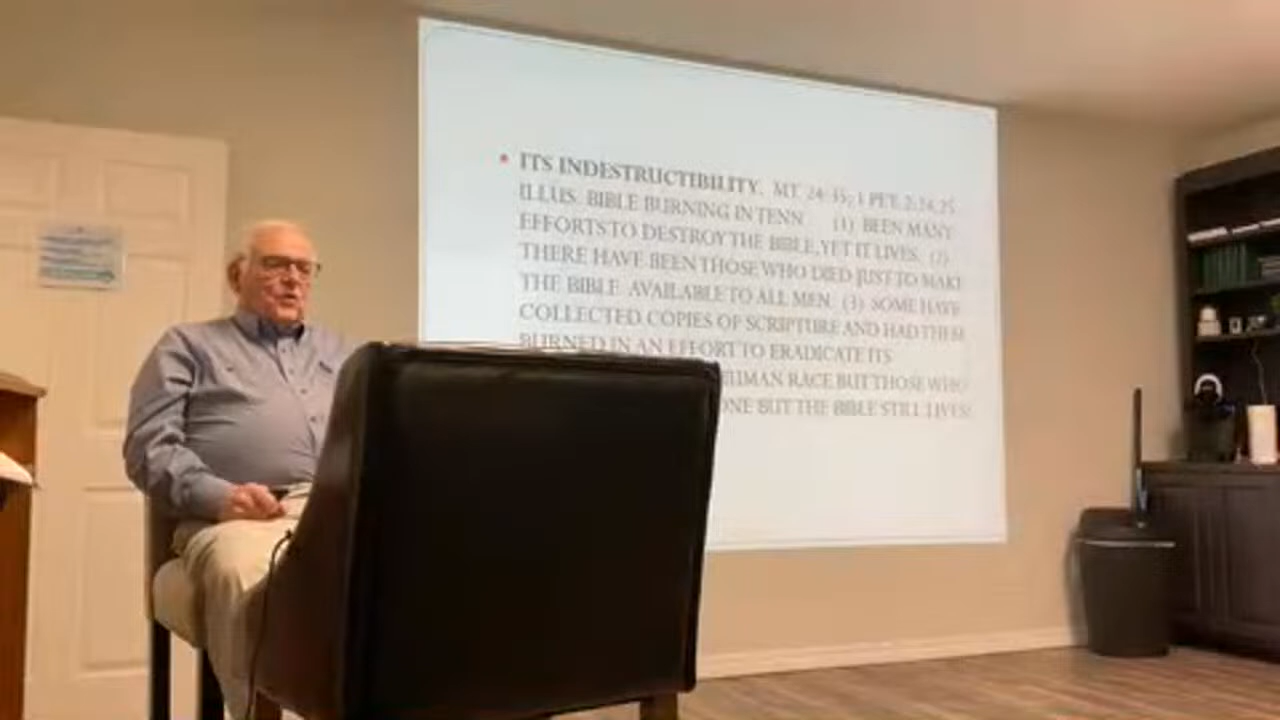 • ITS INDESTRUCTIBILITY. MT. 24:35; 1 PET. 2:24,25
ILLUS. BIBLE BURNING IN TENN (1) BEEN MANY
EFFORTS TO DESTROY THE BIBLE, YET IT LIVES. (2)
THERE HAVE BEEN THOSE WHO DIED JUST TO MAKE
THE BIBLE AVAILABLE TO ALL MEN. (3) SOME HAVE
COLLECTED COPIES OF SCRIPTURE AND HAD THEM
BURNED IN AN EFFORT TO ERADICATE ITS
HUMAN RACE BUT THOSE WHO
ONE BUT THE BIBLE STILL LIVES!